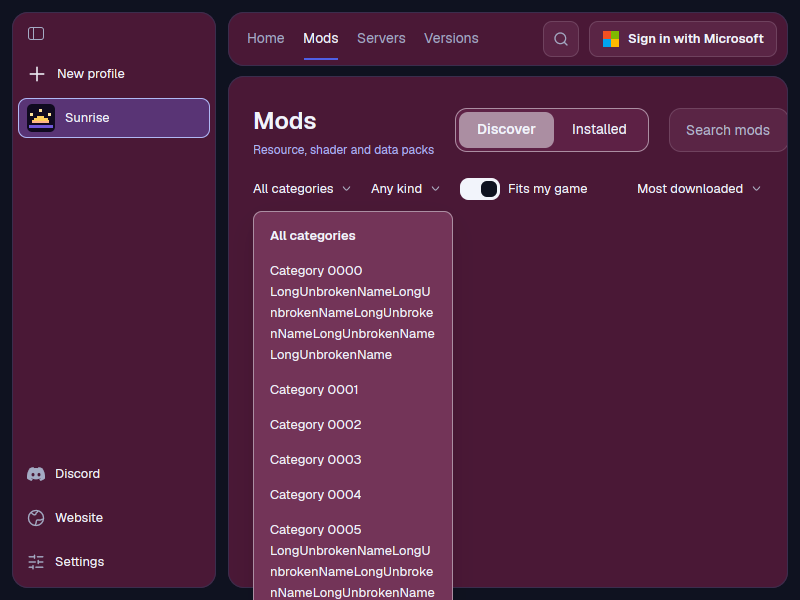 New profile
Sunrise
Discord
Website
Settings
Home Mods Servers Versions
Sign in with Microsoft
Mods
Resource, shader and data packs
Discover Installed
Search mods
All categories Any kind Fits my game Most downloaded
All categories
Category 0000
LongUnbrokenNameLongU
nbrokenNameLongUnbroke
nNameLongUnbrokenName
LongUnbrokenName
Category 0001
Category 0002
Category 0003
Category 0004
Category 0005
LongUnbrokenNameLongU
nbrokenNameLongUnbroke
nNameLongUnbrokenName